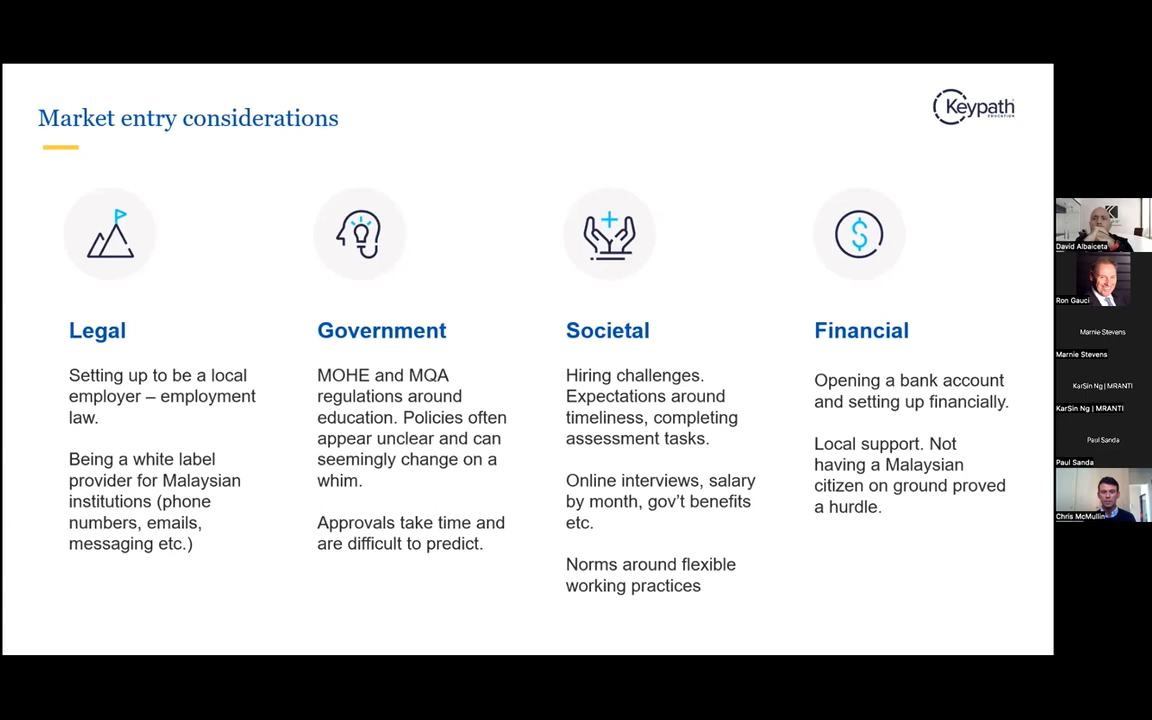 Market entry considerations
Keypath
EDUCATION
Legal
Setting up to be a local
employer – employment
law.
Being a white label
provider for Malaysian
institutions (phone
numbers, emails,
messaging etc.)
Government
MOHE and MQA
regulations around
education. Policies often
appear unclear and can
seemingly change on a
whim.
Approvals take time and
are difficult to predict.
Societal
Hiring challenges.
Expectations around
timeliness, completing
assessment tasks.
Online interviews, salary
by month, gov’t benefits
etc.
Norms around flexible
working practices
Financial
Opening a bank account
and setting up financially.
Local support. Not
having a Malaysian
citizen on ground proved
a hurdle.
David Albaiceta
Ron Gauci
Marnie Stevens
Marnie Stevens
KarSin Ng | MRANTI
KarSin Ng | MRANTI
Paul Sanda
Paul Sanda
Chris McMullin